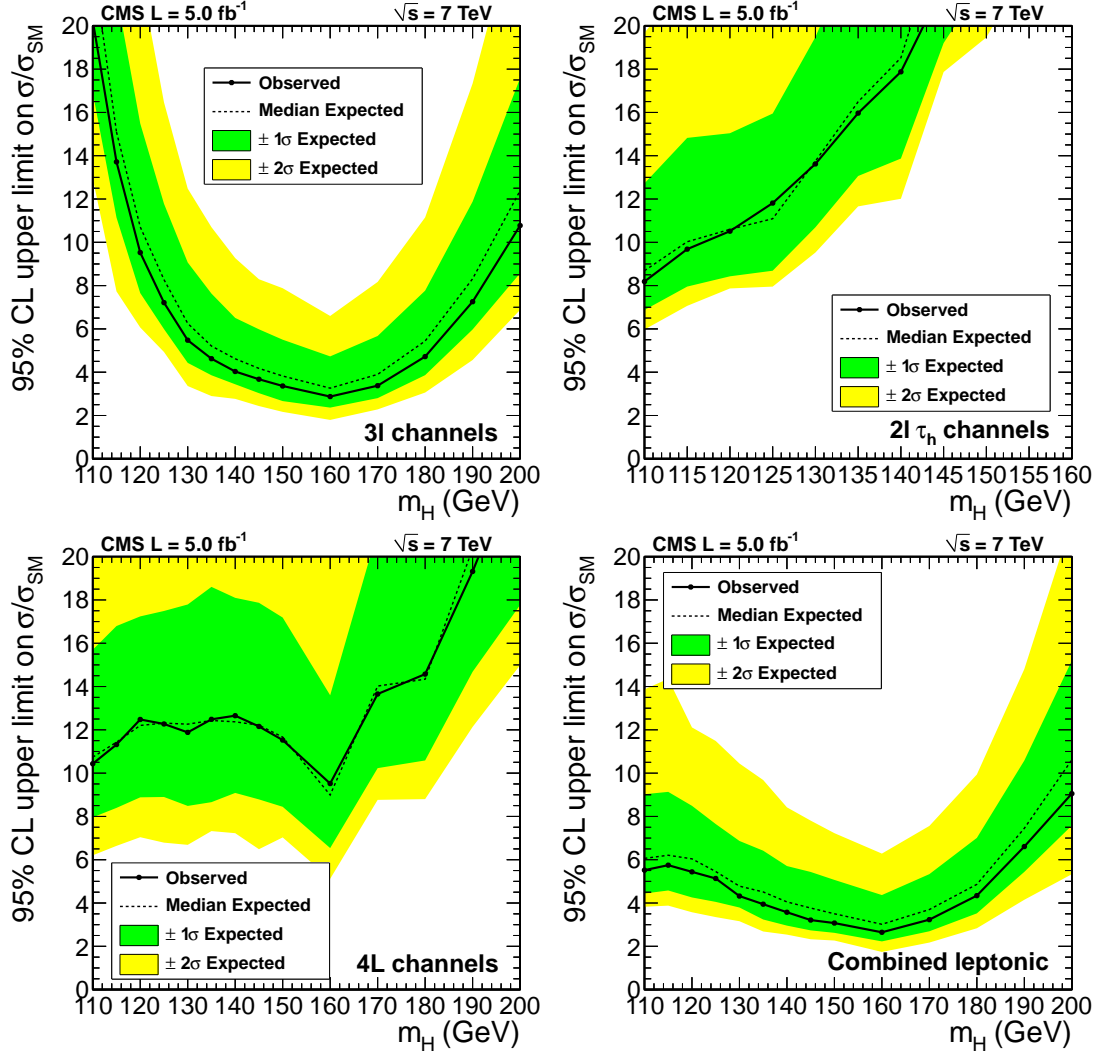 CMS L = 5.0 fb⁻¹ √s = 7 TeV
95% CL upper limit on σ/σ_SM
20
18
16
14
12
10
8
6
4
2
0
Observed
Median Expected
± 1σ Expected
± 2σ Expected
3l channels
110 120 130 140 150 160 170 180 190 200
m_H (GeV)
CMS L = 5.0 fb⁻¹ √s = 7 TeV
95% CL upper limit on σ/σ_SM
20
18
16
14
12
10
8
6
4
2
0
Observed
Median Expected
± 1σ Expected
± 2σ Expected
2l τ_h channels
110 115 120 125 130 135 140 145 150 155 160
m_H (GeV)
CMS L = 5.0 fb⁻¹ √s = 7 TeV
95% CL upper limit on σ/σ_SM
20
18
16
14
12
10
8
6
4
2
0
Observed
Median Expected
± 1σ Expected
± 2σ Expected
4L channels
110 120 130 140 150 160 170 180 190 200
m_H (GeV)
CMS L = 5.0 fb⁻¹ √s = 7 TeV
95% CL upper limit on σ/σ_SM
20
18
16
14
12
10
8
6
4
2
0
Observed
Median Expected
± 1σ Expected
± 2σ Expected
Combined leptonic
110 120 130 140 150 160 170 180 190 200
m_H (GeV)